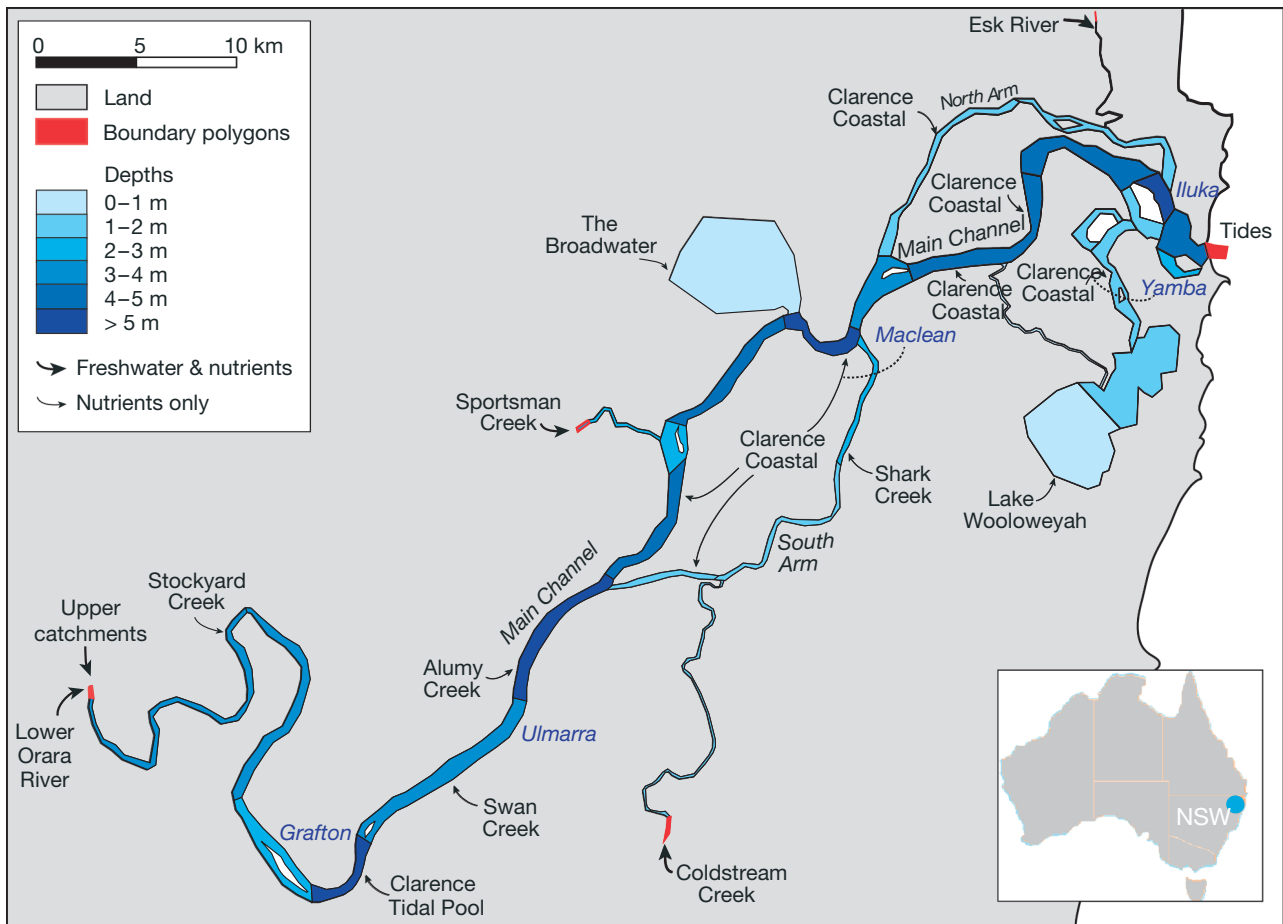 0 5 10 km
Land
Boundary polygons
Depths
0–1 m
1–2 m
2–3 m
3–4 m
4–5 m
> 5 m
Freshwater & nutrients
Nutrients only
Esk River
North Arm
Clarence
Coastal
Iluka
Clarence
Coastal
Tides
The
Broadwater
Main Channel
Clarence
Coastal
Clarence
Coastal
Yamba
Maclean
Sportsman
Creek
Clarence
Coastal
Shark
Creek
Lake
Wooloweyah
South
Arm
Main Channel
Stockyard
Creek
Upper
catchments
Alumy
Creek
Lower
Orara
River
Ulmarra
Swan
Creek
Grafton
Clarence
Tidal Pool
Coldstream
Creek
NSW